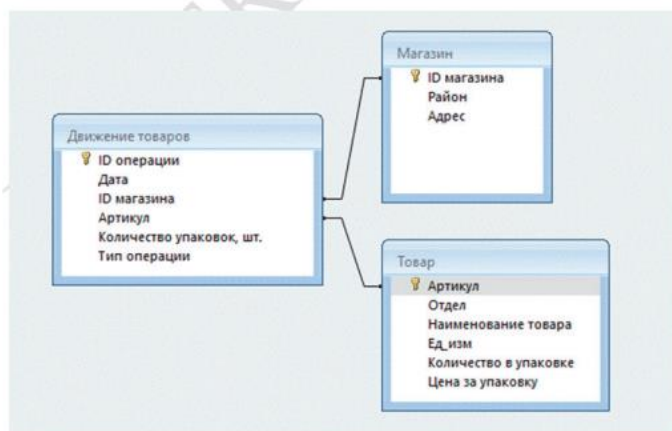 Магазин
ID магазина
Район
Адрес
Движение товаров
ID операции
Дата
ID магазина
Артикул
Количество упаковок, шт.
Тип операции
Товар
Артикул
Отдел
Наименование товара
Ед_изм
Количество в упаковке
Цена за упаковку